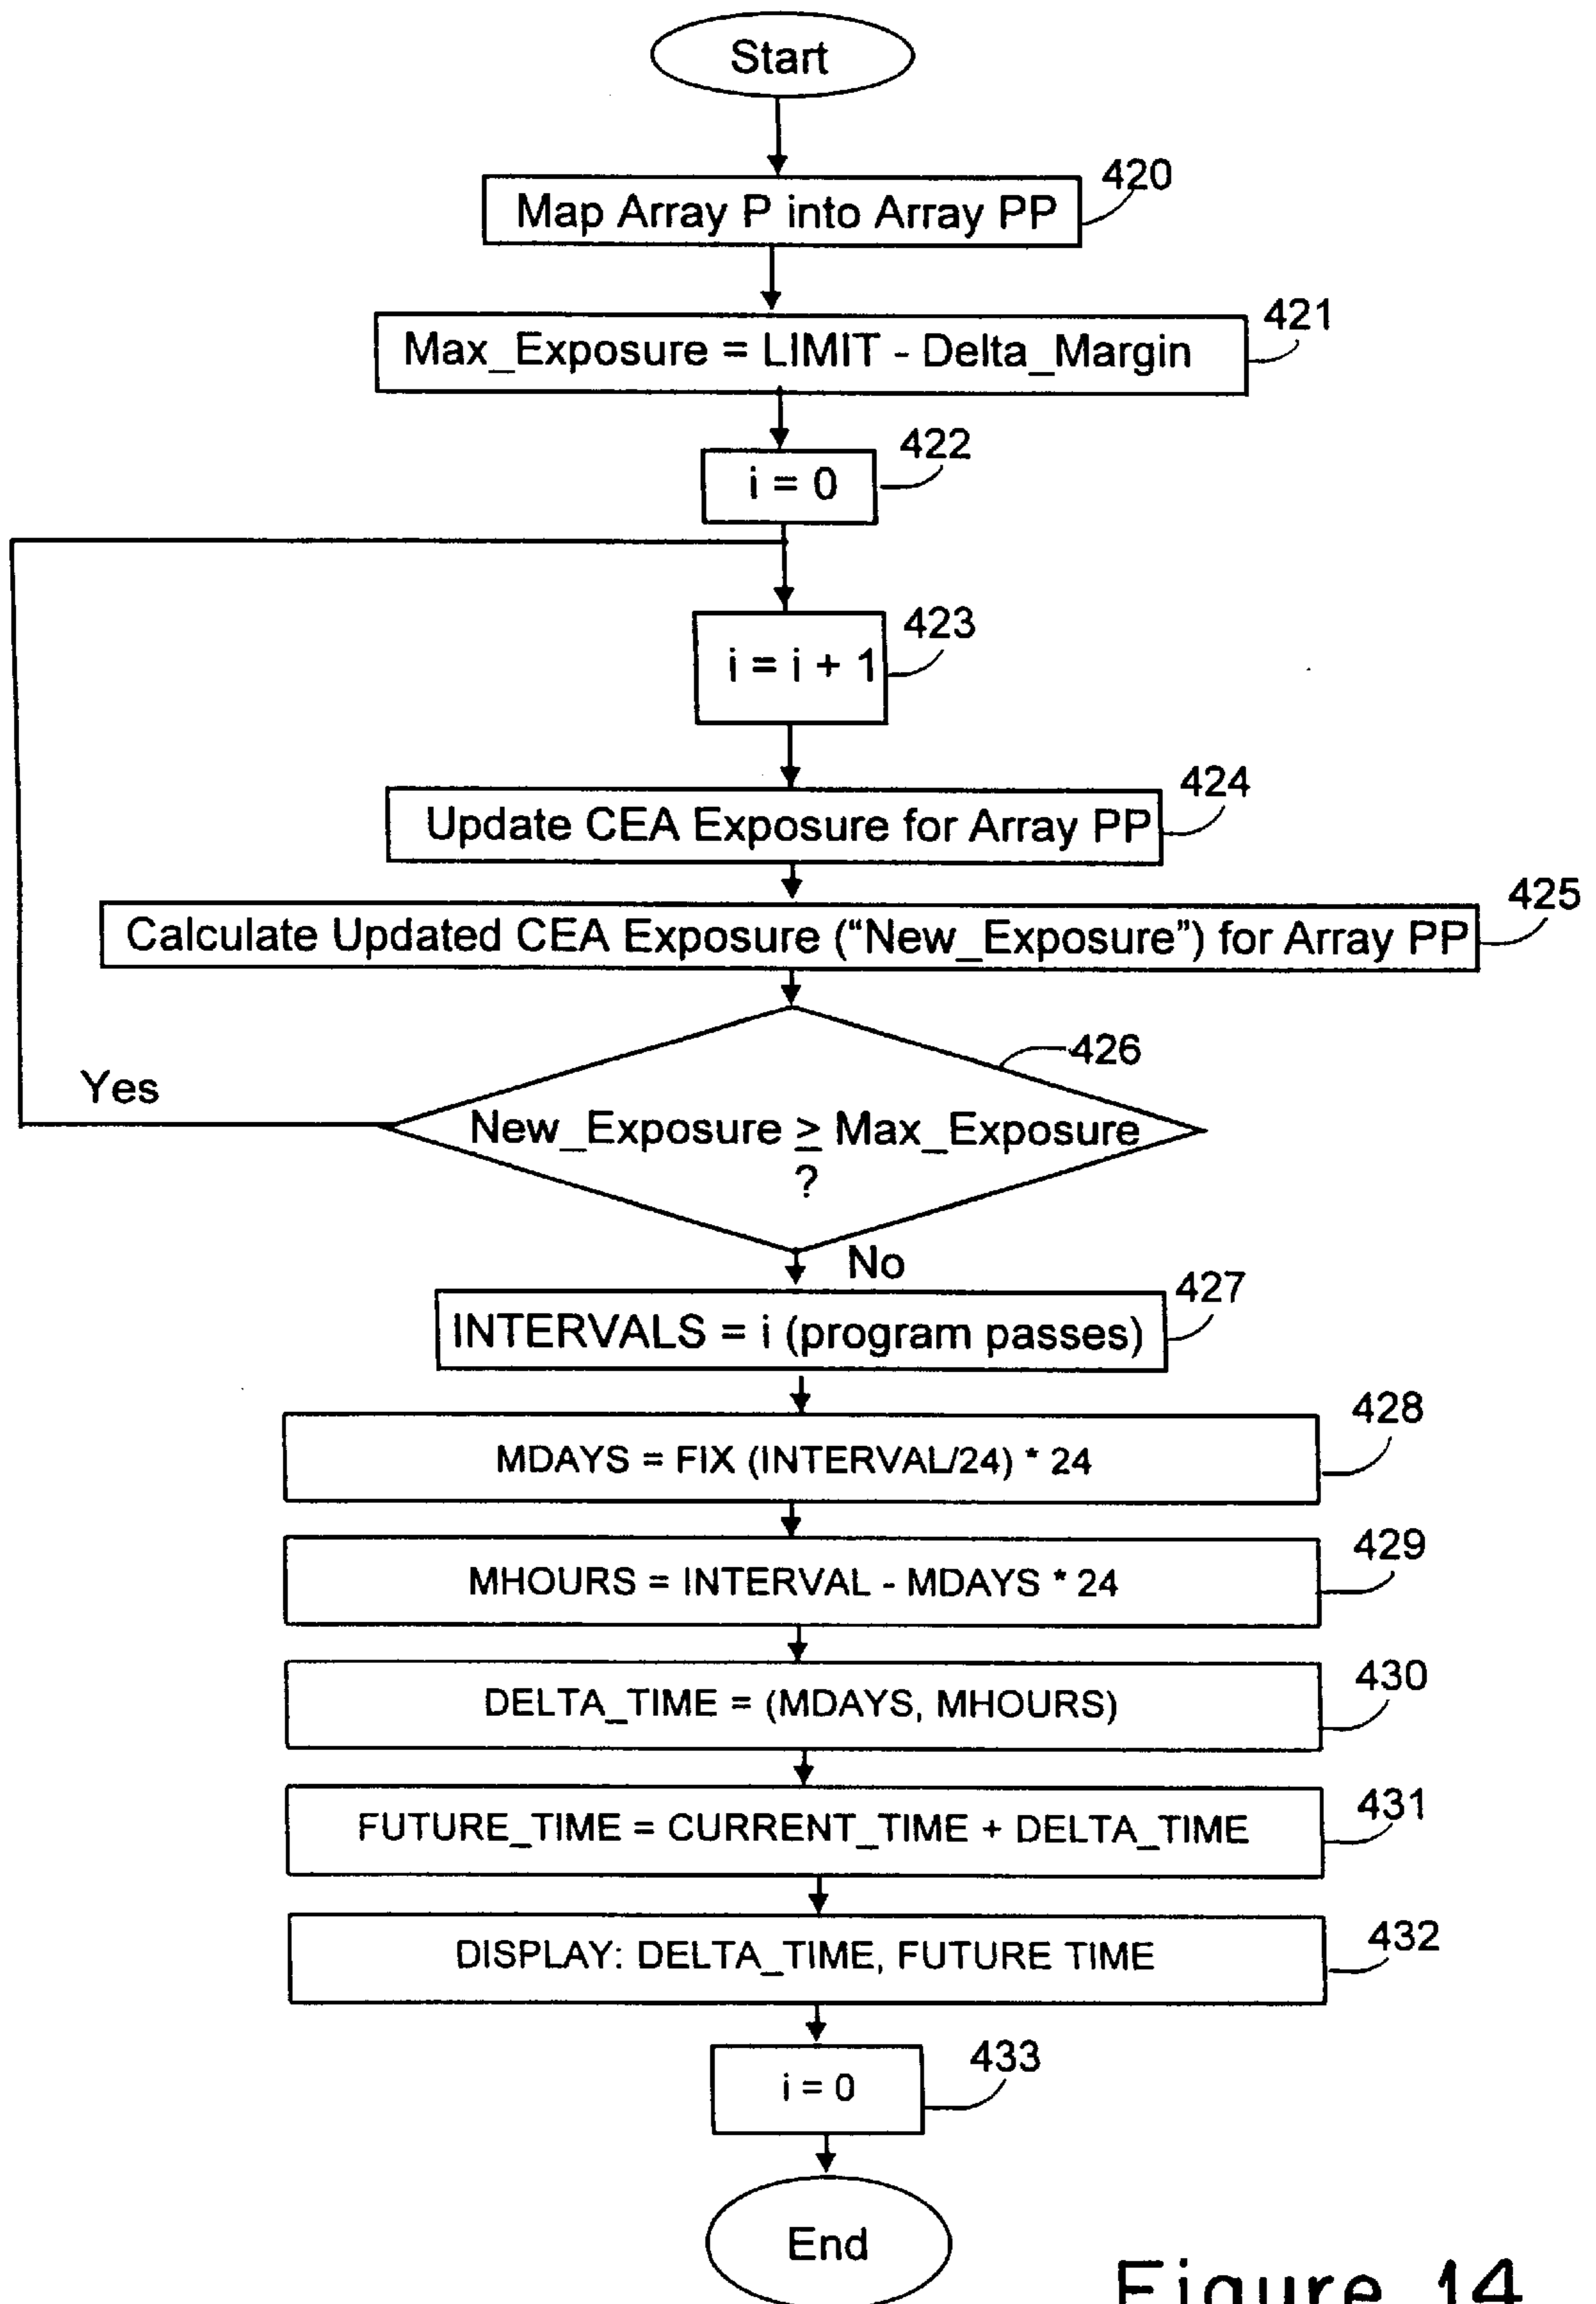 Start
420
Map Array P into Array PP
421
Max_Exposure = LIMIT - Delta_Margin
422
i = 0
423
i = i + 1
424
Update CEA Exposure for Array PP
425
Calculate Updated CEA Exposure (“New_Exposure”) for Array PP
426
Yes
New_Exposure ≥ Max_Exposure
?
No
427
INTERVALS = i (program passes)
428
MDAYS = FIX (INTERVAL/24) * 24
429
MHOURS = INTERVAL - MDAYS * 24
430
DELTA_TIME = (MDAYS, MHOURS)
431
FUTURE_TIME = CURRENT_TIME + DELTA_TIME
432
DISPLAY: DELTA_TIME, FUTURE TIME
433
i = 0
End
Figure 14